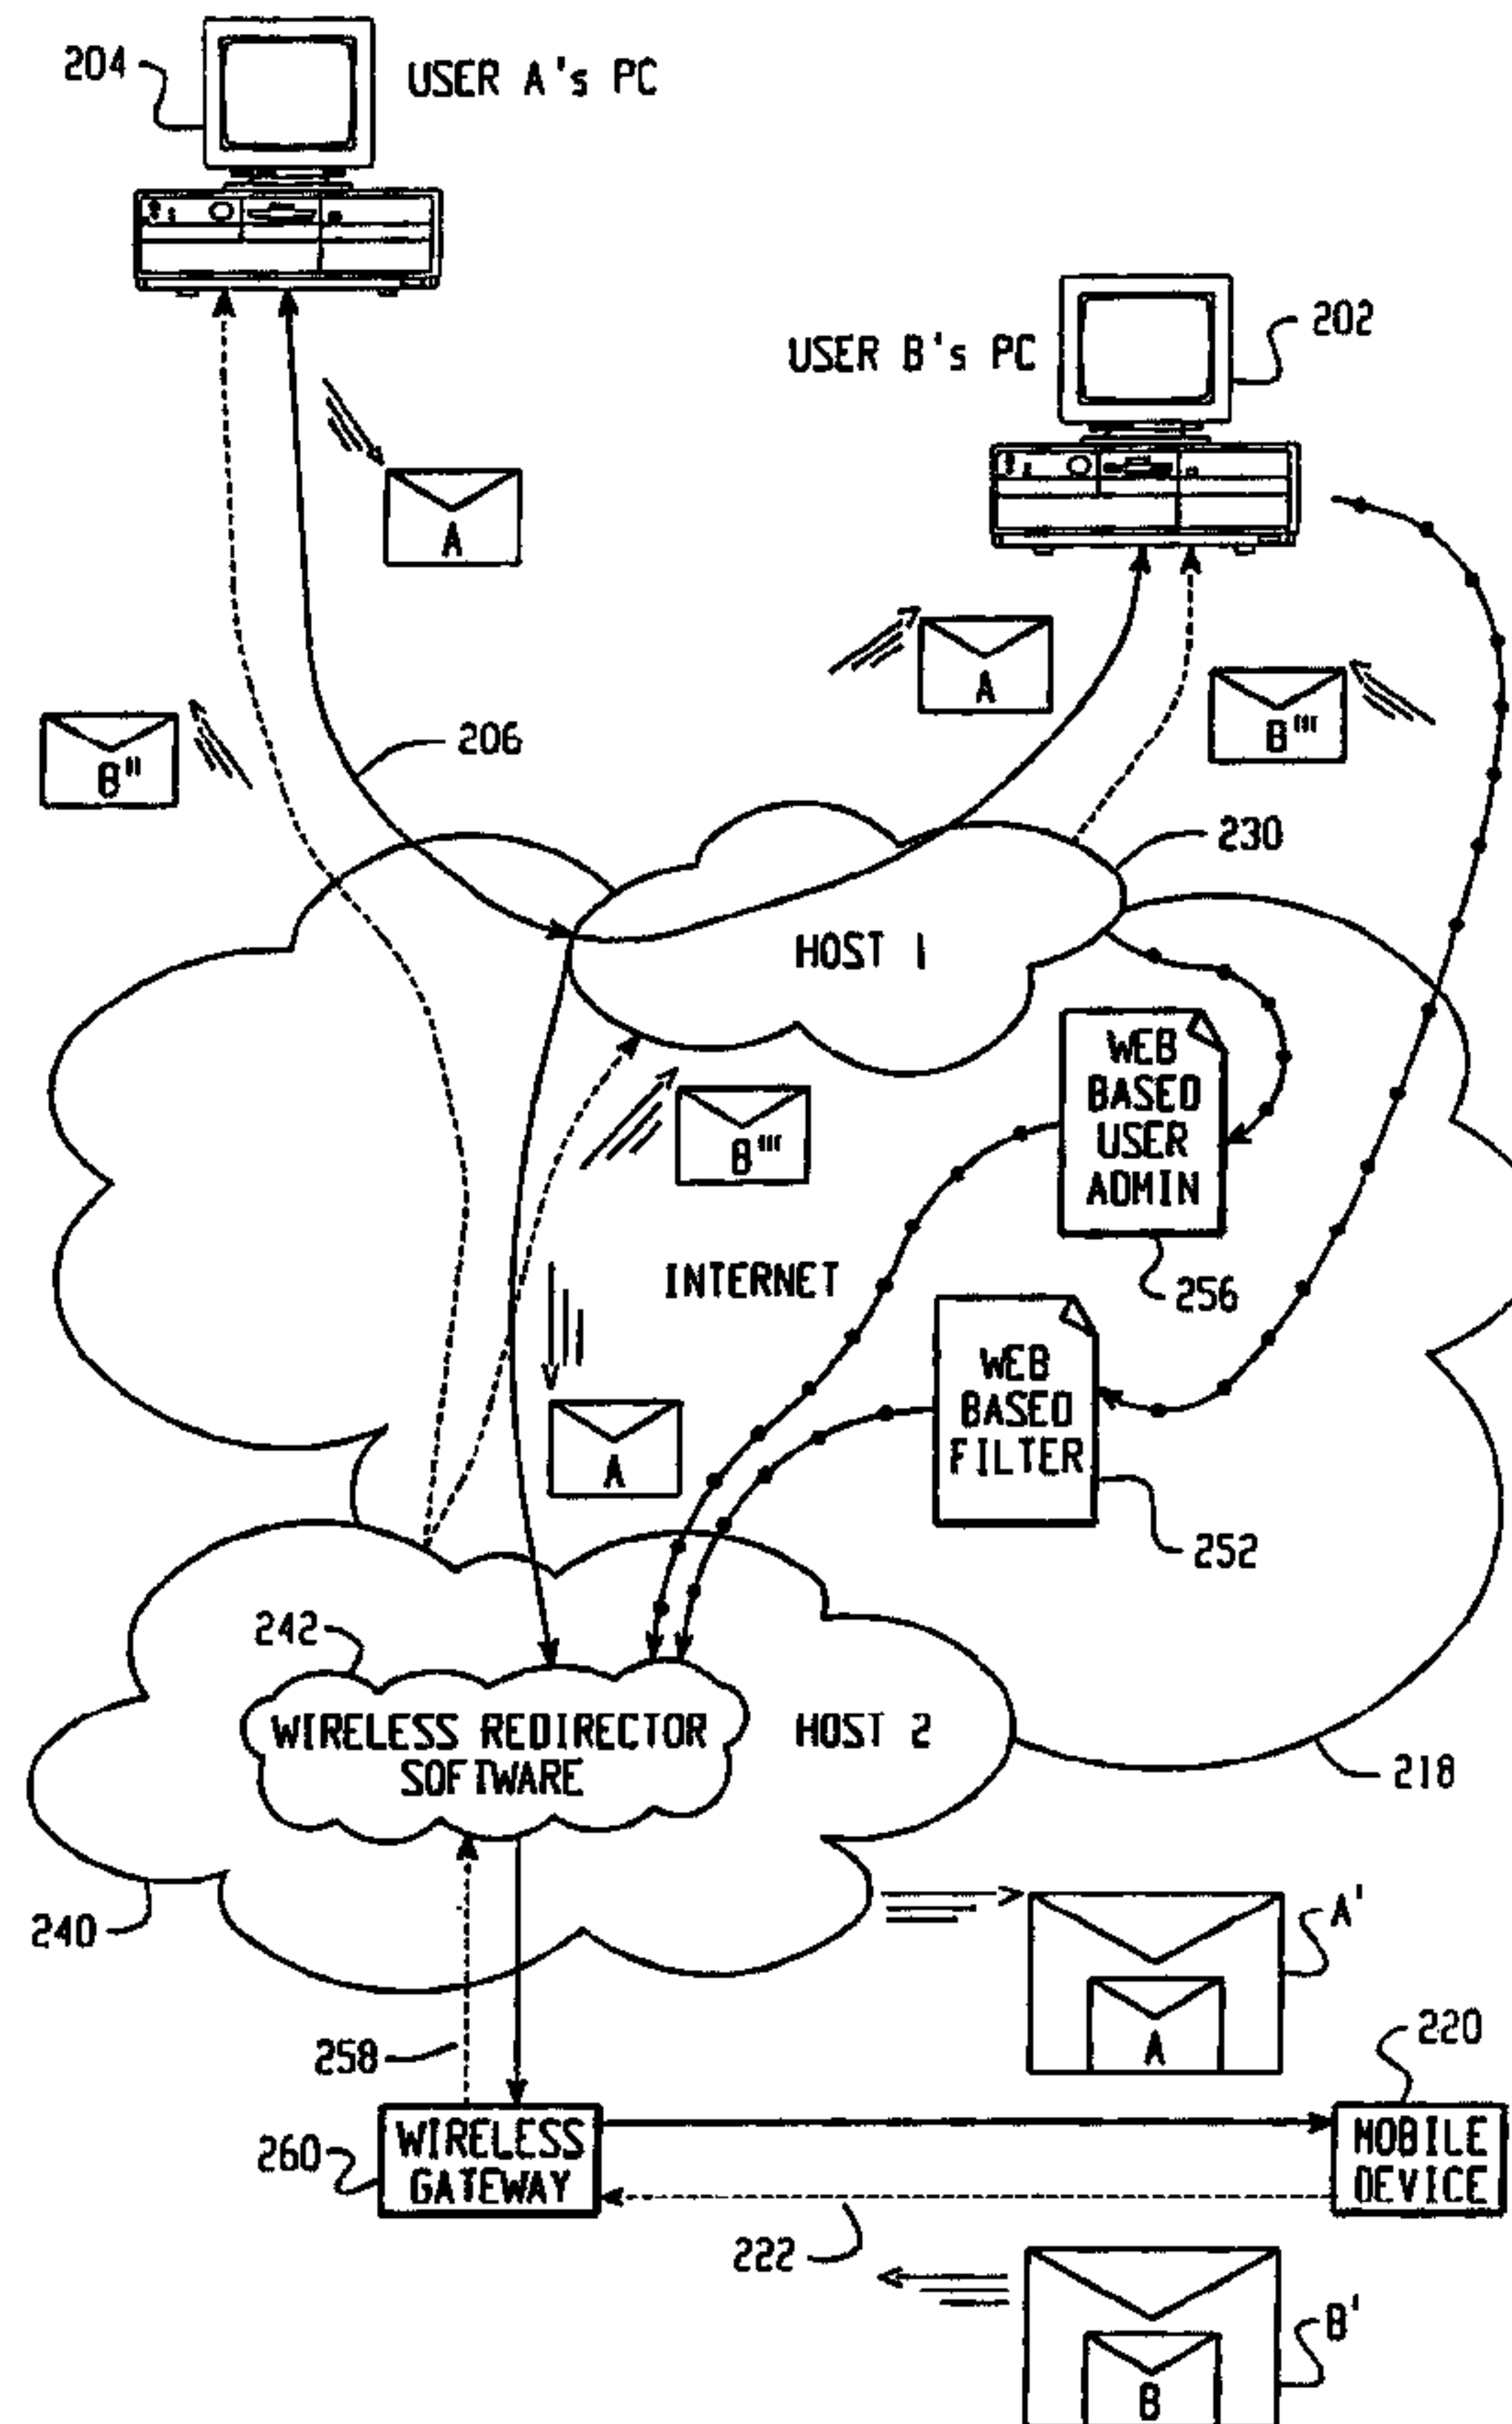 204
USER A's PC
USER B's PC
202
A
A
B'''
B''
206
230
HOST 1
WEB
BASED
USER
ADMIN
B'''
INTERNET
256
WEB
BASED
FILTER
A
252
242
WIRELESS REDIRECTOR
SOFTWARE
HOST 2
218
240
A'
A
258
220
WIRELESS
GATEWAY
260
MOBILE
DEVICE
222
B'
B